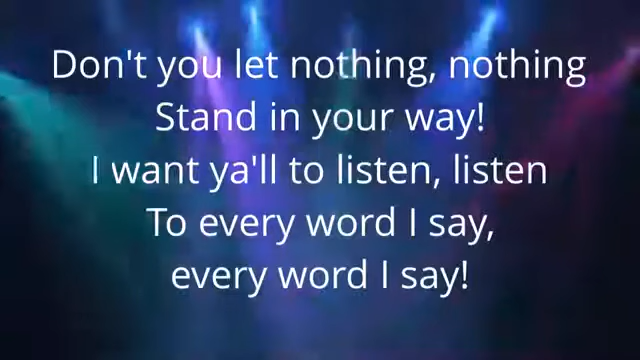 Don't you let nothing, nothing
Stand in your way!
I want ya'll to listen, listen
To every word I say,
every word I say!